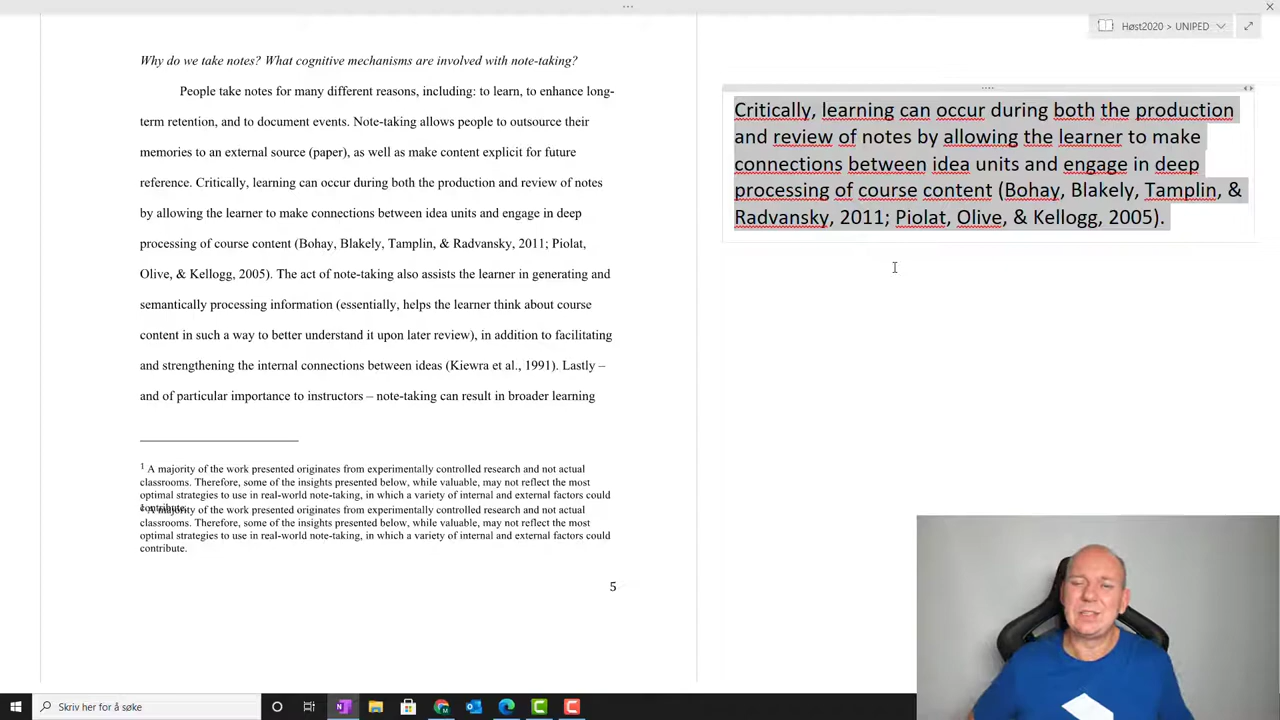 Høst2020 > UNIPED
Why do we take notes? What cognitive mechanisms are involved with note-taking?
People take notes for many different reasons, including: to learn, to enhance long-
term retention, and to document events. Note-taking allows people to outsource their
memories to an external source (paper), as well as make content explicit for future
reference. Critically, learning can occur during both the production and review of notes
by allowing the learner to make connections between idea units and engage in deep
processing of course content (Bohay, Blakely, Tamplin, & Radvansky, 2011; Piolat,
Olive, & Kellogg, 2005). The act of note-taking also assists the learner in generating and
semantically processing information (essentially, helps the learner think about course
content in such a way to better understand it upon later review), in addition to facilitating
and strengthening the internal connections between ideas (Kiewra et al., 1991). Lastly –
and of particular importance to instructors – note-taking can result in broader learning
1 A majority of the work presented originates from experimentally controlled research and not actual
classrooms. Therefore, some of the insights presented below, while valuable, may not reflect the most
optimal strategies to use in real-world note-taking, in which a variety of internal and external factors could
contribute.
A majority of the work presented originates from experimentally controlled research and not actual
classrooms. Therefore, some of the insights presented below, while valuable, may not reflect the most
optimal strategies to use in real-world note-taking, in which a variety of internal and external factors could
contribute.
5
Critically, learning can occur during both the production
and review of notes by allowing the learner to make
connections between idea units and engage in deep
processing of course content (Bohay, Blakely, Tamplin, &
Radvansky, 2011; Piolat, Olive, & Kellogg, 2005).
Skriv her for å søke